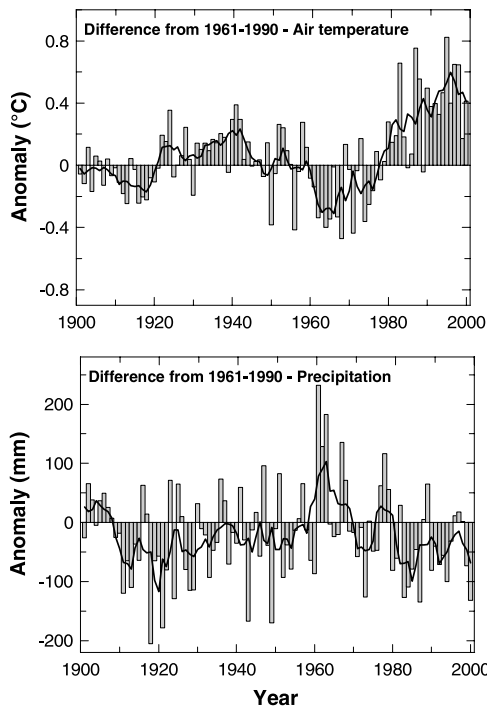 Difference from 1961-1990 - Air temperature
Anomaly (°C)
0.8
0.4
0
-0.4
-0.8
1900 1920 1940 1960 1980 2000
Difference from 1961-1990 - Precipitation
Anomaly (mm)
200
100
0
-100
-200
1900 1920 1940 1960 1980 2000
Year